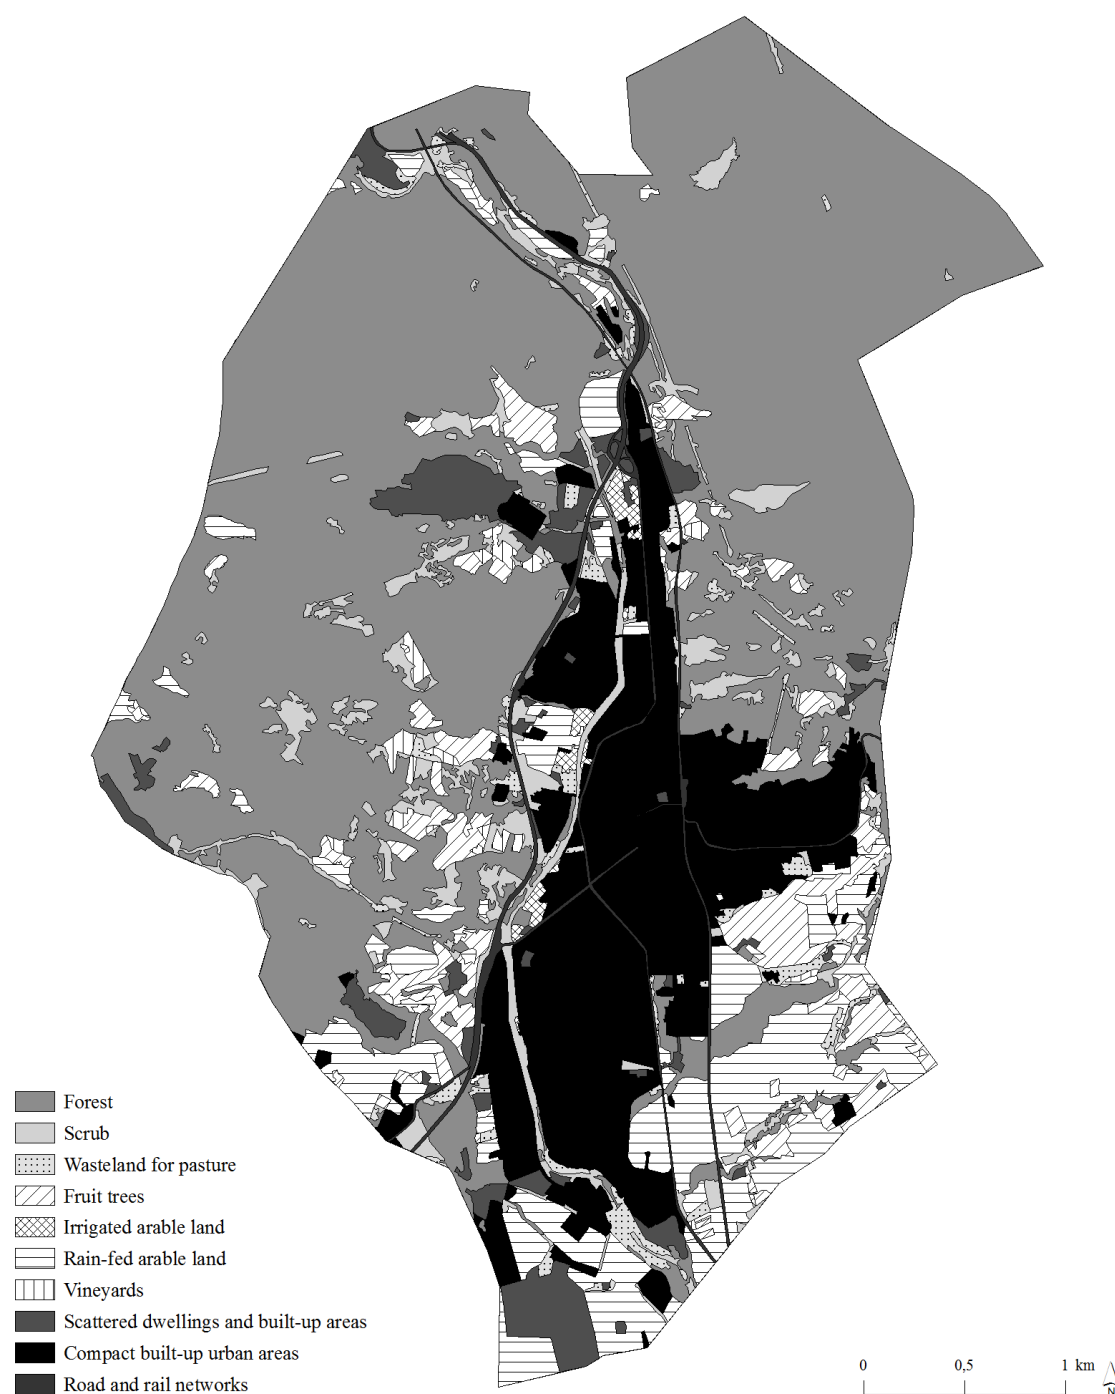 Forest
Scrub
Wasteland for pasture
Fruit trees
Irrigated arable land
Rain-fed arable land
Vineyards
Scattered dwellings and built-up areas
Compact built-up urban areas
Road and rail networks
0 0,5 1 km
N